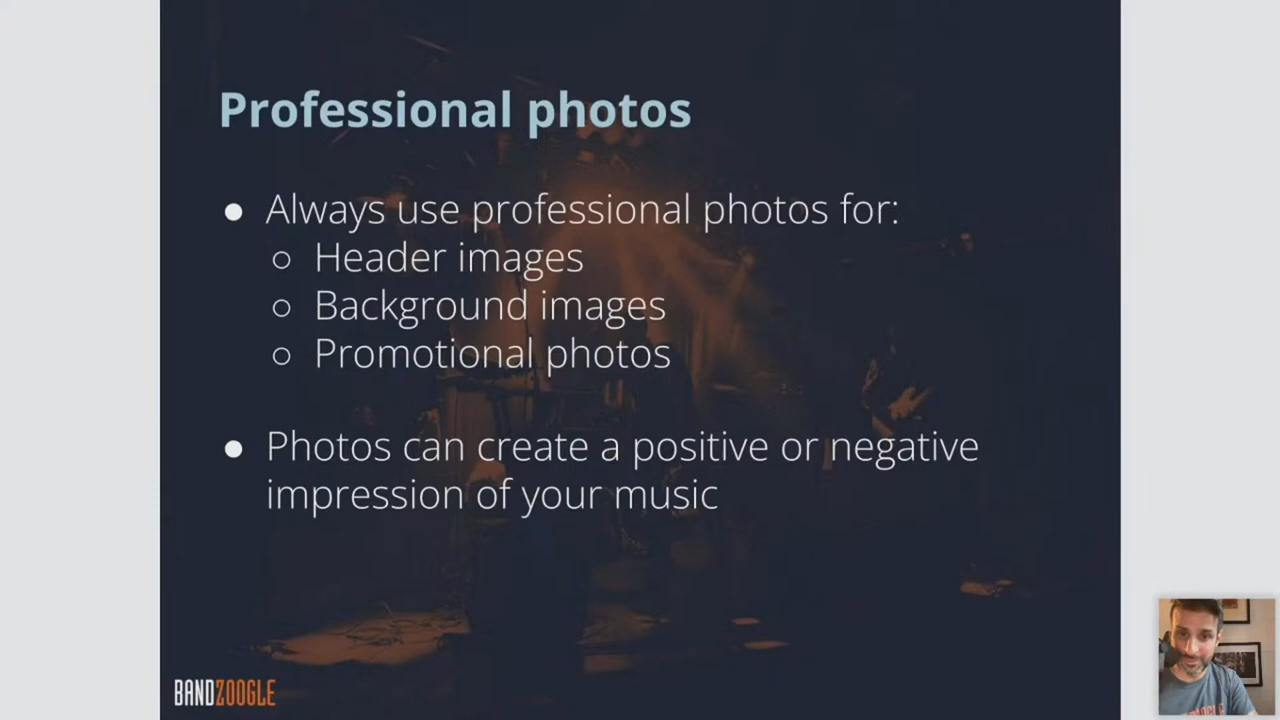 Professional photos
● Always use professional photos for:
○ Header images
○ Background images
○ Promotional photos
● Photos can create a positive or negative
impression of your music
BANDZOOGLE